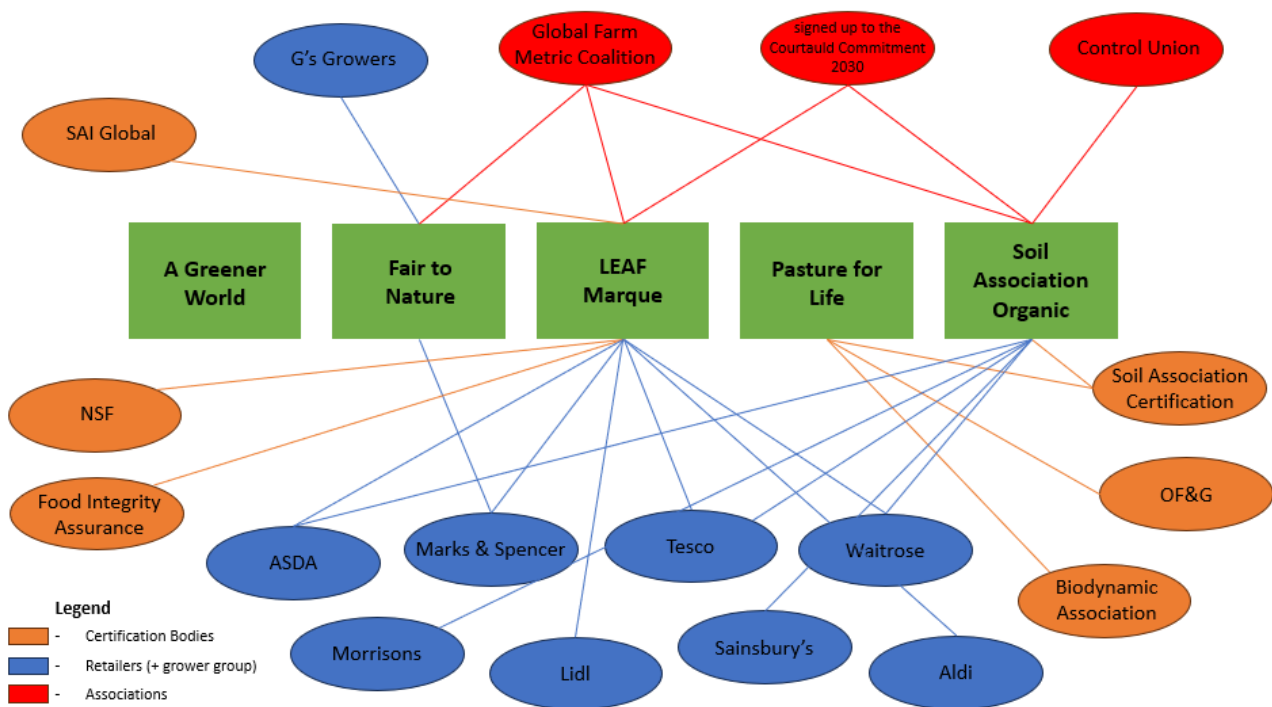 G's Growers
Global Farm
Metric Coalition
signed up to the
Courtauld Commitment
2030
Control Union
SAI Global
A Greener
World
Fair to
Nature
LEAF
Marque
Pasture for
Life
Soil
Association
Organic
NSF
Soil Association
Certification
Food Integrity
Assurance
OF&G
ASDA
Marks & Spencer
Tesco
Waitrose
Biodynamic
Association
Morrisons
Lidl
Sainsbury's
Aldi
Legend
- Certification Bodies
- Retailers (+ grower group)
- Associations